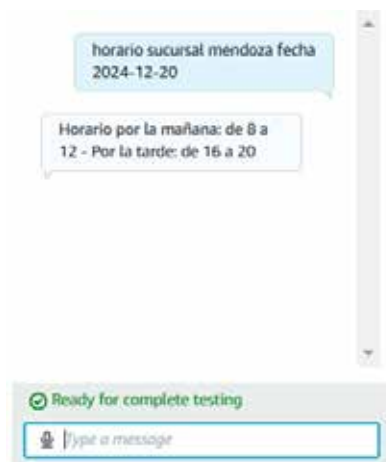 horario sucursal mendoza fecha
2024-12-20
Horario por la mañana: de 8 a
12 - Por la tarde: de 16 a 20
Ready for complete testing
Type a message